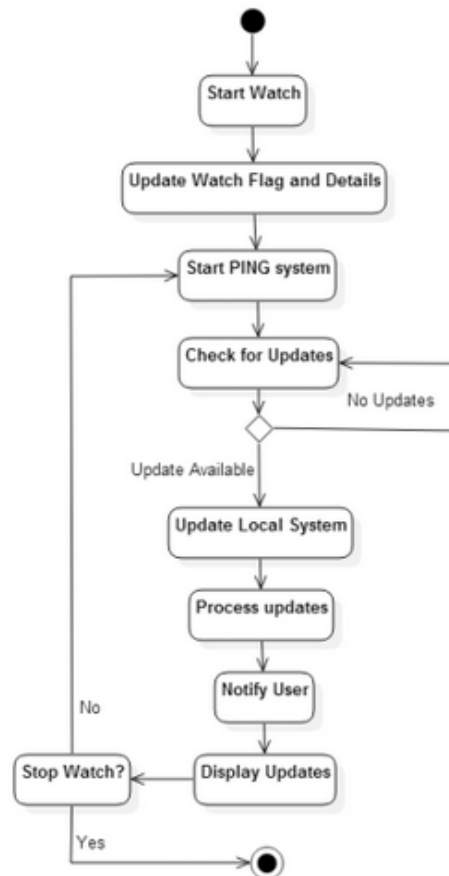 Start Watch
Update Watch Flag and Details
Start PING system
Check for Updates
No Updates
Update Available
Update Local System
Process updates
Notify User
No
Stop Watch?
Display Updates
Yes